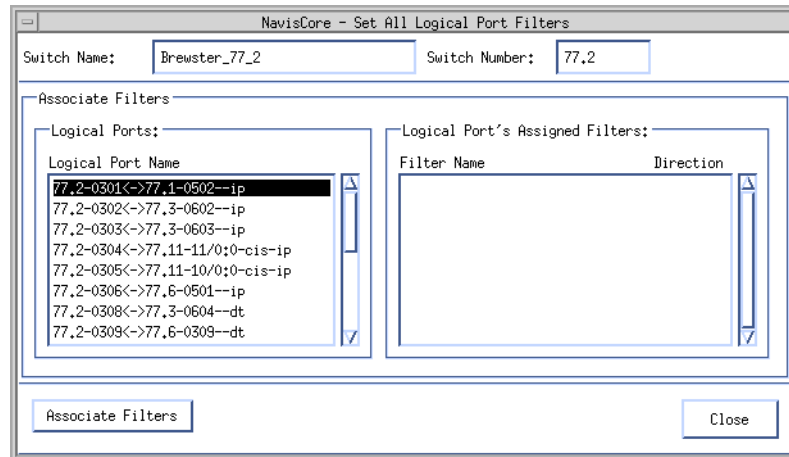 NavisCore - Set All Logical Port Filters
Switch Name: Brewster_77_2 Switch Number: 77.2
Associate Filters
Logical Ports: Logical Port's Assigned Filters:
Logical Port Name Filter Name Direction
77.2-0301<->77.1-0502--ip
77.2-0302<->77.3-0602--ip
77.2-0303<->77.3-0603--ip
77.2-0304<->77.11-11/0:0-cis-ip
77.2-0305<->77.11-10/0:0-cis-ip
77.2-0306<->77.6-0501--ip
77.2-0308<->77.3-0604--dt
77.2-0309<->77.6-0309--dt
Associate Filters Close